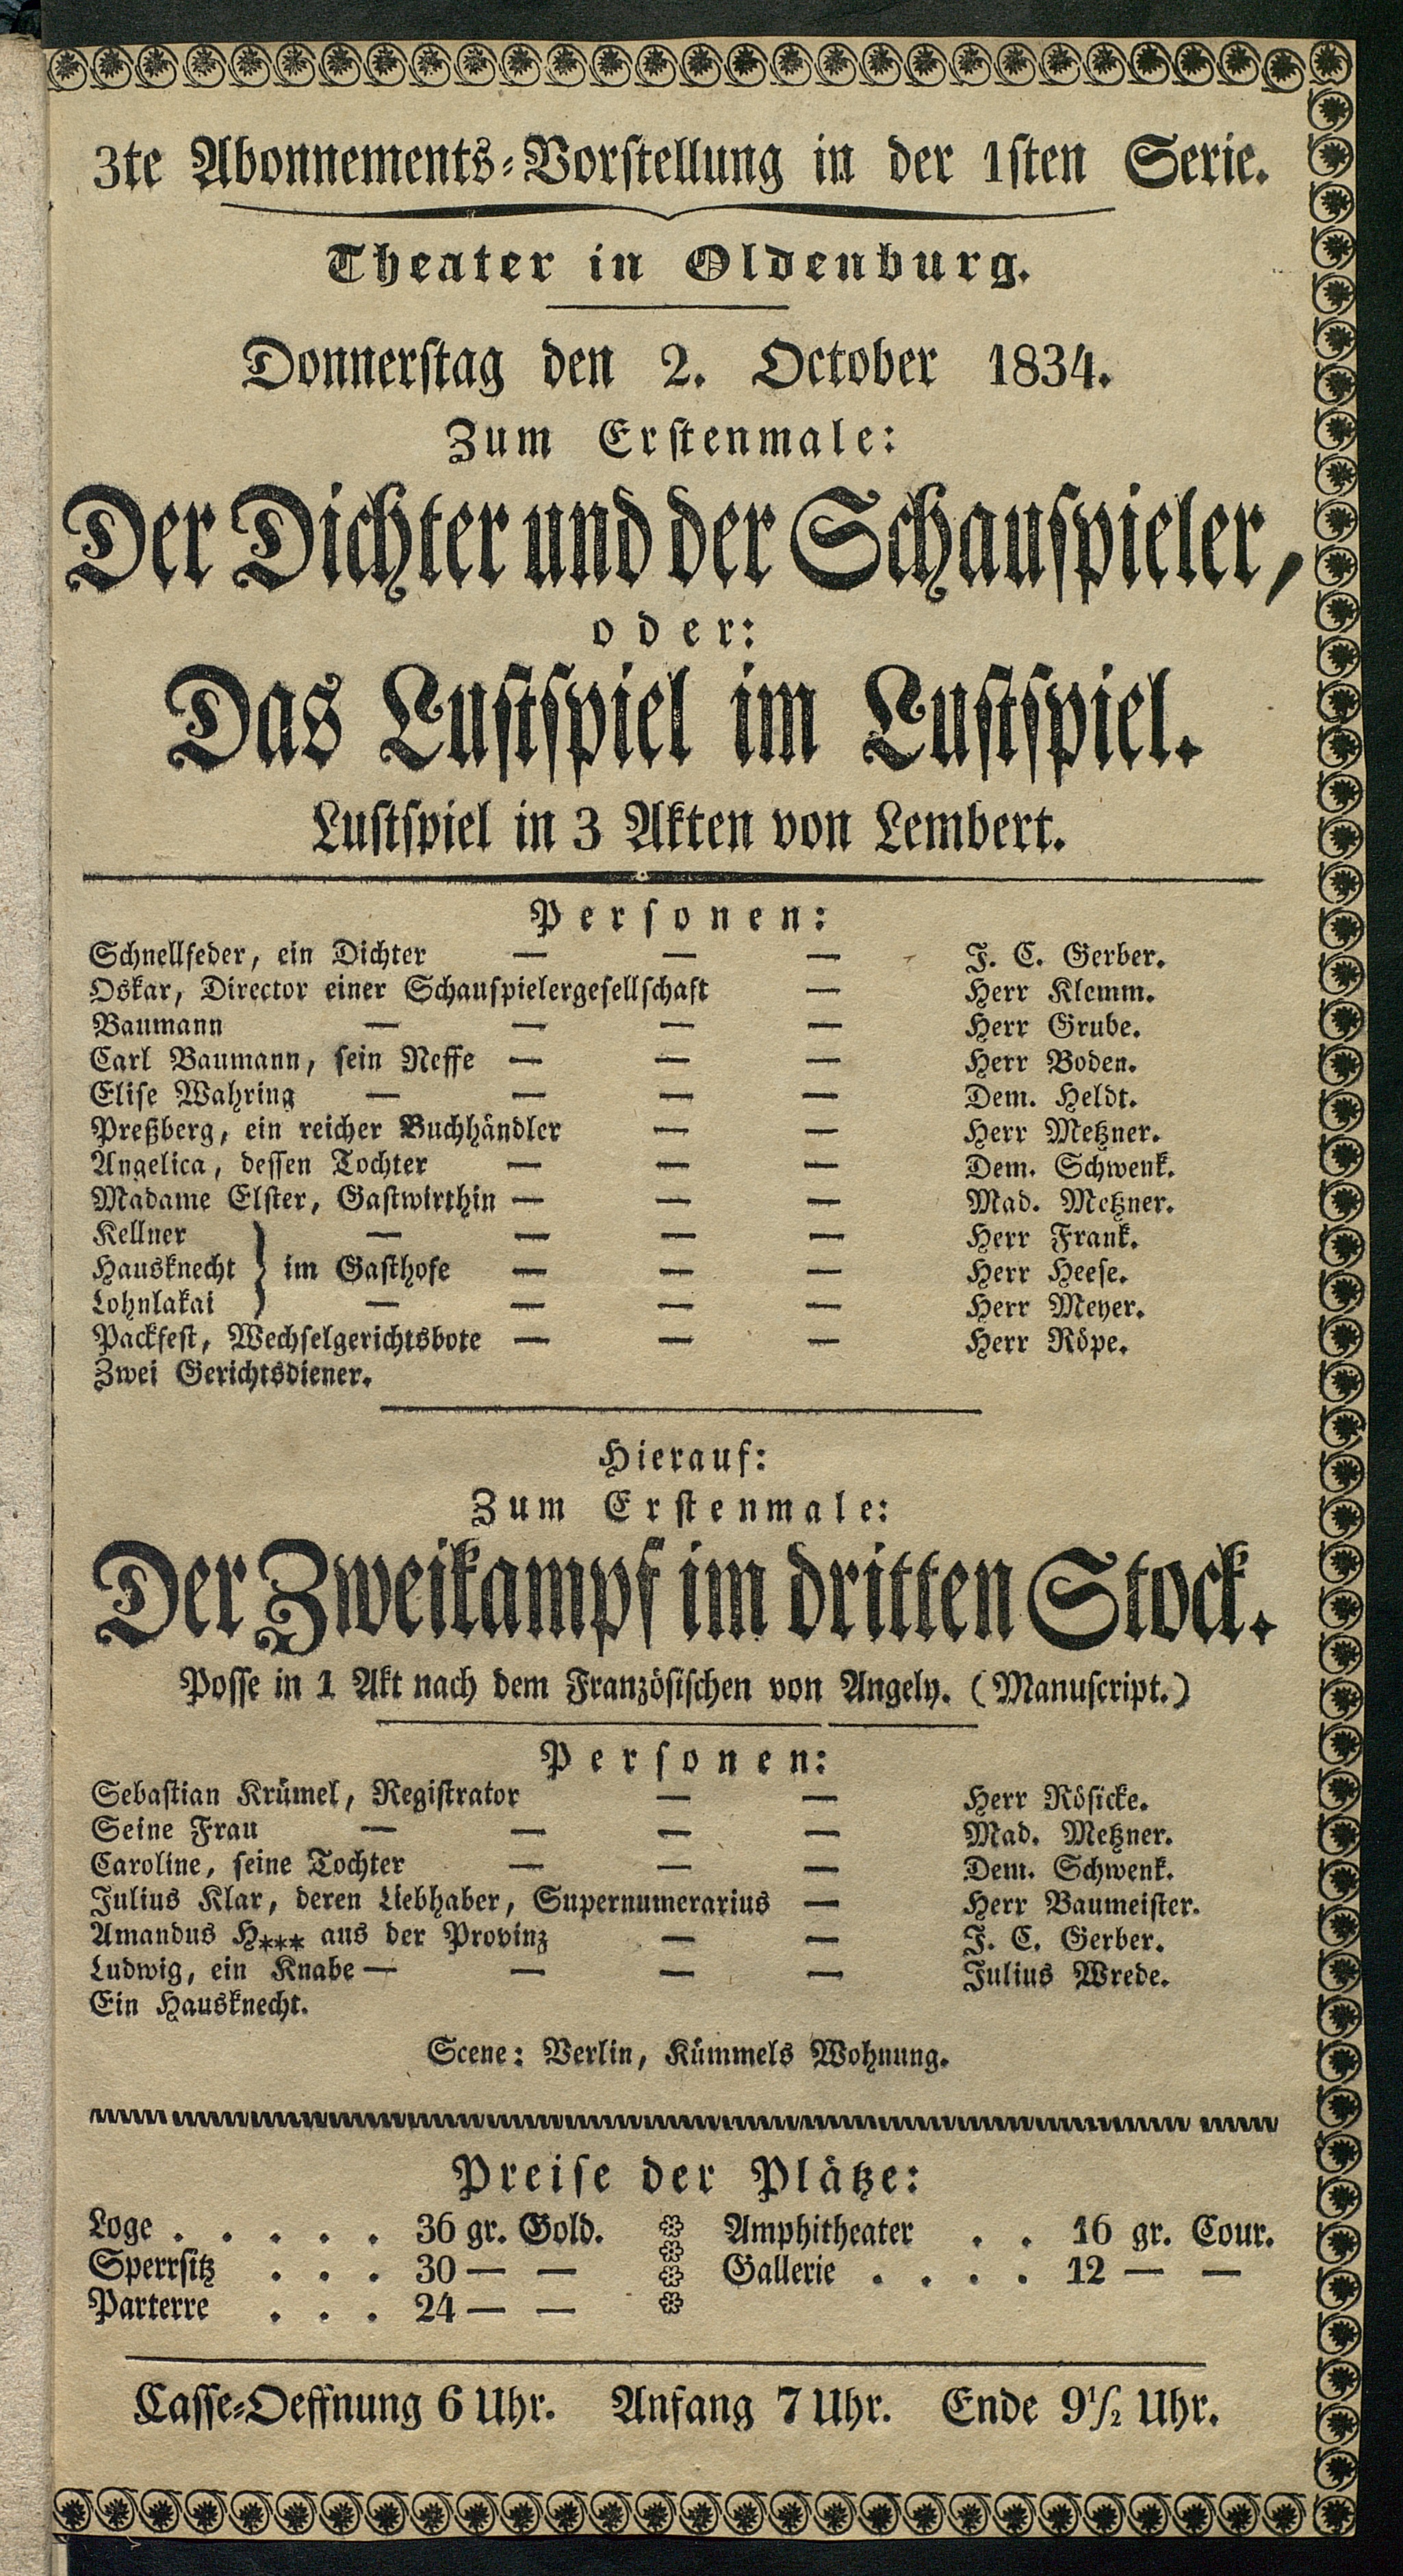 3te Abonnements-Vorstellung in der 1sten Serie.
Theater in Oldenburg.
Donnerstag den 2. October 1834.
Zum Erstenmale:
Der Dichter und der Schauspieler,
oder:
Das Lustspiel im Lustspiel.
Lustspiel in 3 Akten von Lembert.
Personen:
Schnellfeder, ein Dichter — — — J. C. Gerber.
Oskar, Director einer Schauspielergesellschaft — Herr Klemm.
Baumann — — — — Herr Grube.
Carl Baumann, sein Neffe — — — Herr Boden.
Elise Wahring — — — — Dem. Heldt.
Preßberg, ein reicher Buchhändler — — Herr Metzner.
Angelica, dessen Tochter — — — Dem. Schwenk.
Madame Elster, Gastwirthin — — — Mad. Metzner.
Kellner — — — — Herr Frank.
Hausknecht } im Gasthofe — — — Herr Heese.
Lohnlakai — — — — Herr Meyer.
Packfest, Wechselgerichtsbote — — — Herr Röpe.
Zwei Gerichtsdiener.
Hierauf:
Zum Erstenmale:
Der Zweikampf im dritten Stock.
Posse in 1 Akt nach dem Französischen von Angely. (Manuscript.)
Personen:
Sebastian Krümel, Registrator — — Herr Rösicke.
Seine Frau — — — — Mad. Metzner.
Caroline, seine Tochter — — — Dem. Schwenk.
Julius Klar, deren Liebhaber, Supernumerarius — Herr Baumeister.
Amandus H*** aus der Provinz — — J. C. Gerber.
Ludwig, ein Knabe — — — — Julius Wrede.
Ein Hausknecht.
Scene: Berlin, Kümmels Wohnung.
Preise der Plätze:
Loge . . . . . 36 gr. Gold. Amphitheater . . 16 gr. Cour.
Sperrsitz . . . 30 — — Gallerie . . . . 12 — —
Parterre . . . 24 — —
Casse-Oeffnung 6 Uhr. Anfang 7 Uhr. Ende 9½ Uhr.